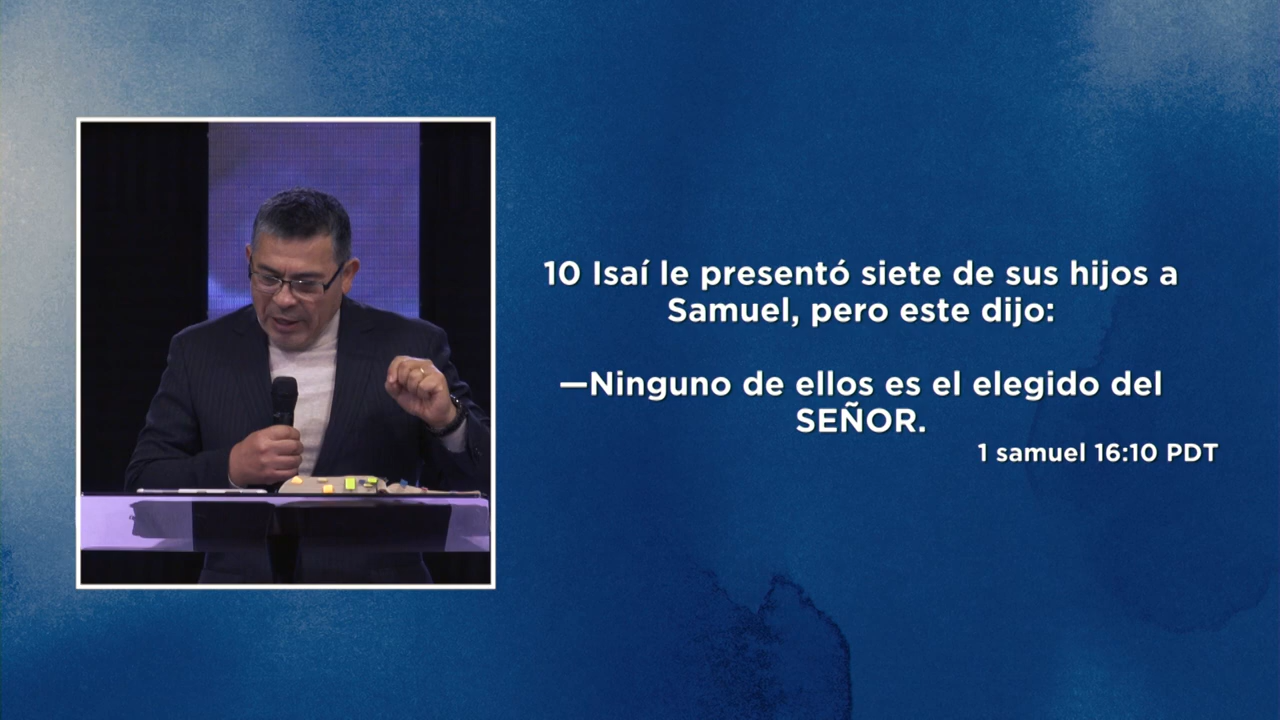 10 Isaí le presentó siete de sus hijos a
Samuel, pero este dijo:
—Ninguno de ellos es el elegido del
SEÑOR.
1 samuel 16:10 PDT